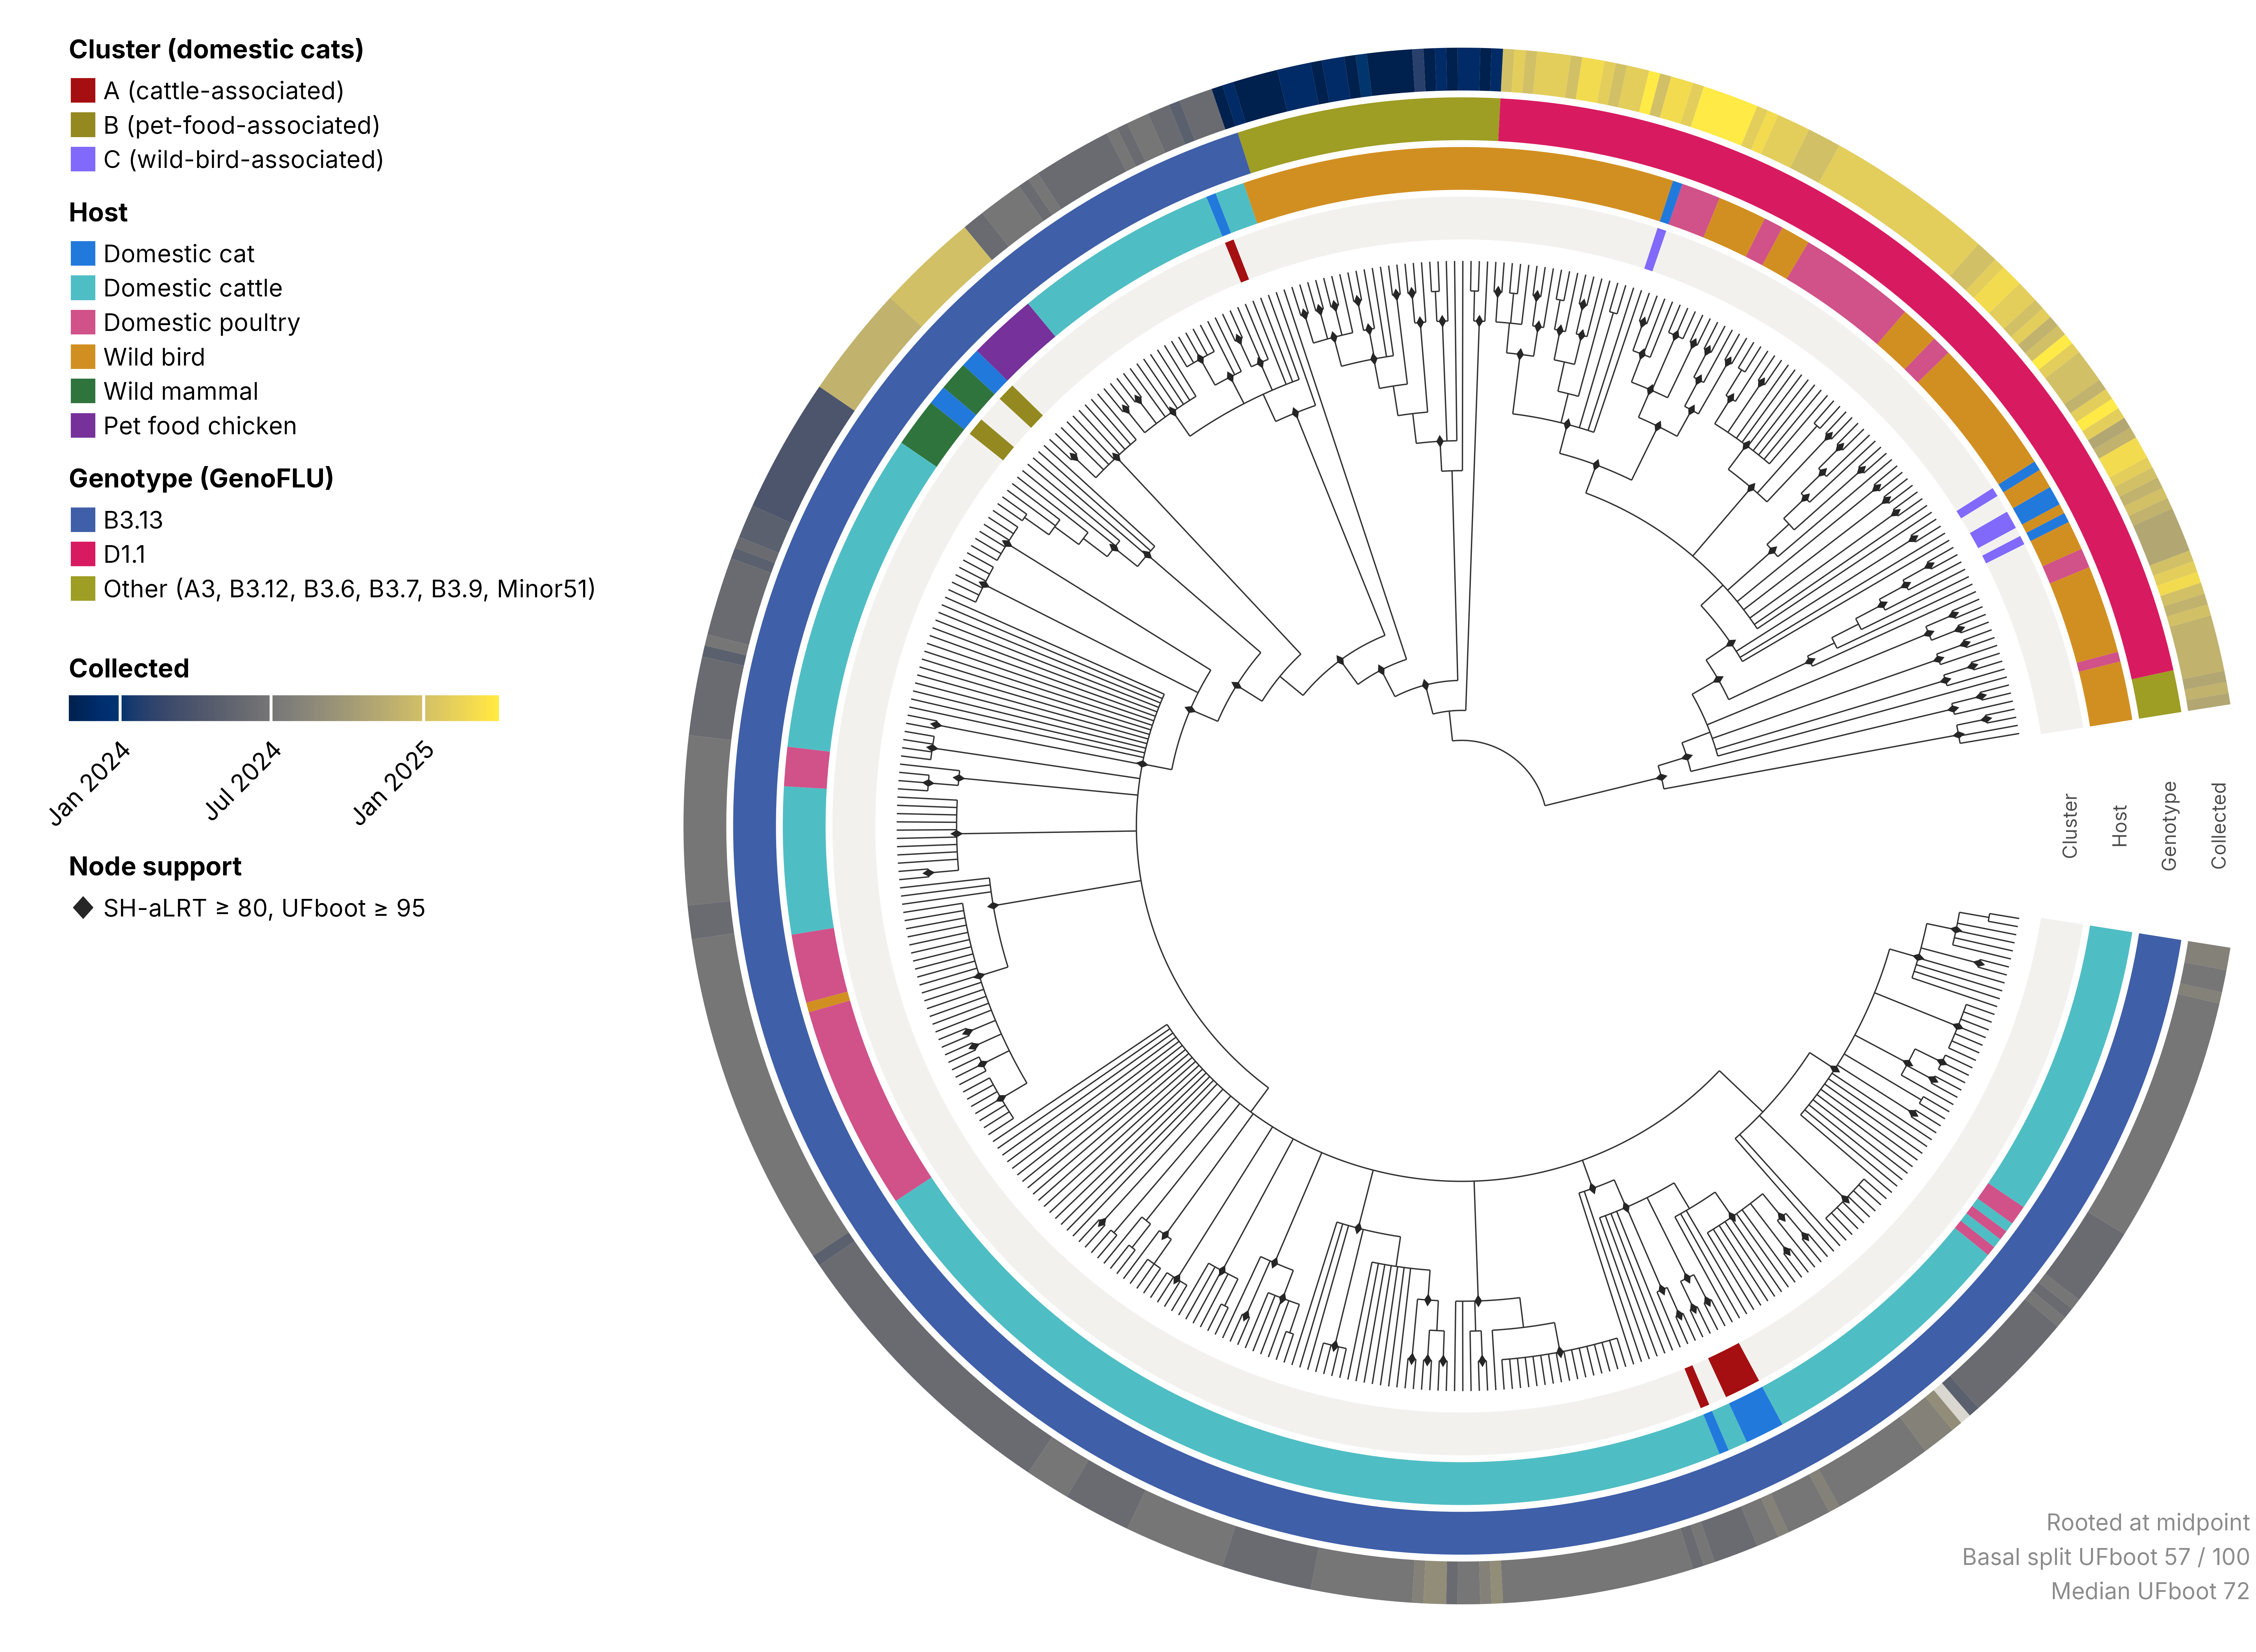 Cluster (domestic cats)
A (cattle-associated)
B (pet-food-associated)
C (wild-bird-associated)
Host
Domestic cat
Domestic cattle
Domestic poultry
Wild bird
Wild mammal
Pet food chicken
Genotype (GenoFLU)
B3.13
D1.1
Other (A3, B3.12, B3.6, B3.7, B3.9, Minor51)
Collected
Jan 2024
Jul 2024
Jan 2025
Node support
SH-aLRT ≥ 80, UFboot ≥ 95
Cluster
Host
Genotype
Collected
Rooted at midpoint
Basal split UFboot 57 / 100
Median UFboot 72